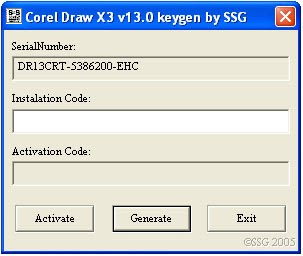 Corel Draw X3 v13.0 keygen by SSG
SerialNumber:
DR13CRT-5386200-EHC
Instalation Code:
Activation Code:
Activate Generate Exit
©SSG 2005